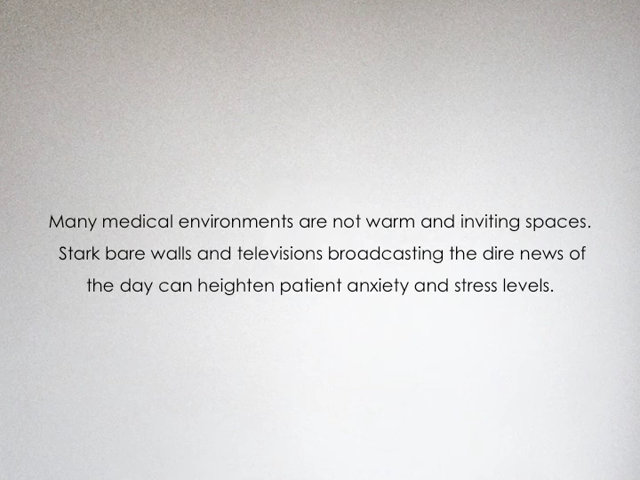 Many medical environments are not warm and inviting spaces.
Stark bare walls and televisions broadcasting the dire news of
the day can heighten patient anxiety and stress levels.